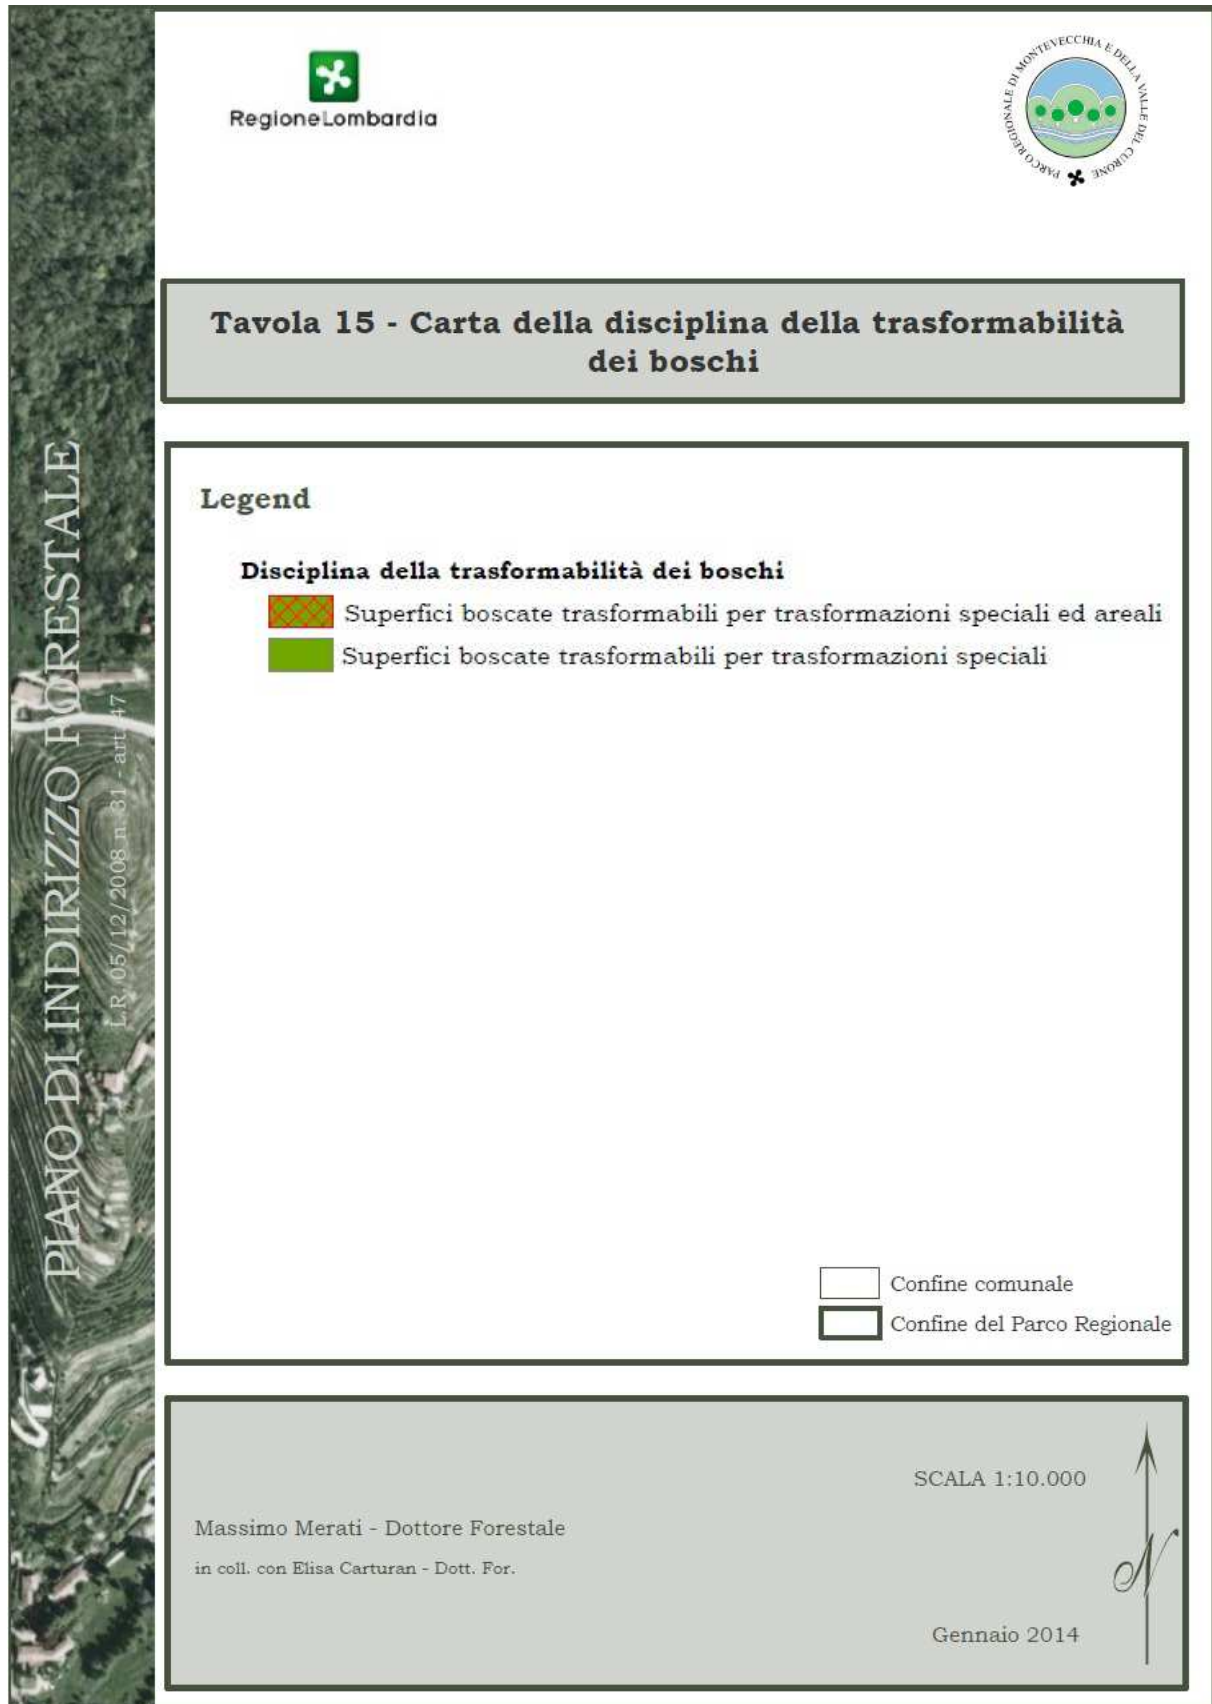 RegioneLombardia
PARCO REGIONALE DI MONTEVECCHIA E DELLA VALLE DEL CURONE
Tavola 15 - Carta della disciplina della trasformabilità
dei boschi
PIANO DI INDIRIZZO FORESTALE
L.R. 05/12/2008 n. 31 - art. 47
Legend
Disciplina della trasformabilità dei boschi
Superfici boscate trasformabili per trasformazioni speciali ed areali
Superfici boscate trasformabili per trasformazioni speciali
Confine comunale
Confine del Parco Regionale
SCALA 1:10.000
Massimo Merati - Dottore Forestale
in coll. con Elisa Carturan - Dott. For.
N
Gennaio 2014